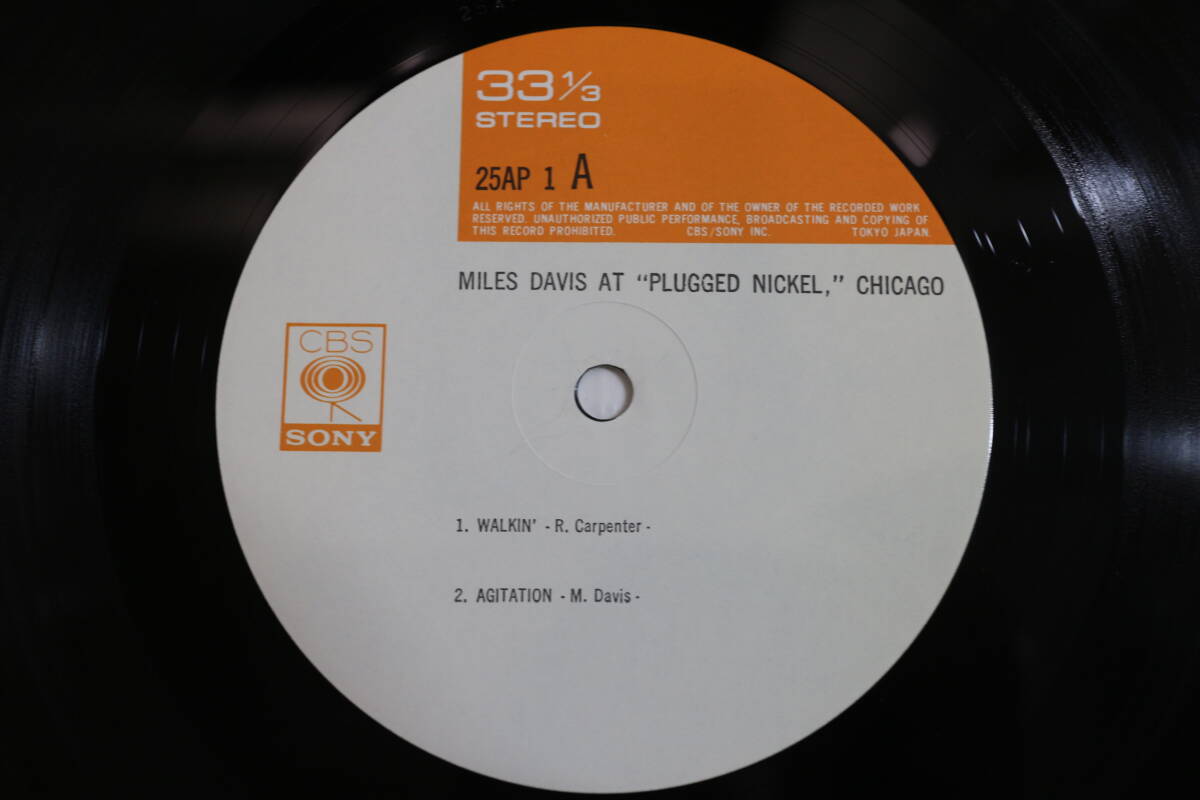 33 1/3
STEREO
25AP 1 A
ALL RIGHTS OF THE MANUFACTURER AND OF THE OWNER OF THE RECORDED WORK
RESERVED. UNAUTHORIZED PUBLIC PERFORMANCE, BROADCASTING AND COPYING OF
THIS RECORD PROHIBITED. CBS/SONY INC. TOKYO JAPAN.
MILES DAVIS AT “PLUGGED NICKEL,” CHICAGO
CBS
SONY
1. WALKIN’ - R. Carpenter -
2. AGITATION - M. Davis -